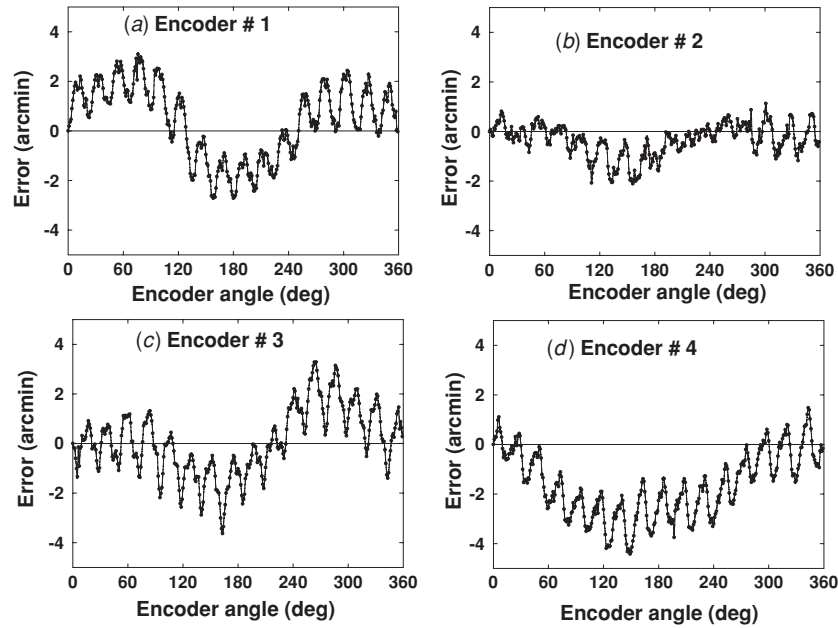 (a) Encoder # 1
Error (arcmin)
4
2
0
-2
-4
0 60 120 180 240 300 360
Encoder angle (deg)
(b) Encoder # 2
Error (arcmin)
4
2
0
-2
-4
0 60 120 180 240 300 360
Encoder angle (deg)
(c) Encoder # 3
Error (arcmin)
4
2
0
-2
-4
0 60 120 180 240 300 360
Encoder angle (deg)
(d) Encoder # 4
Error (arcmin)
4
2
0
-2
-4
0 60 120 180 240 300 360
Encoder angle (deg)